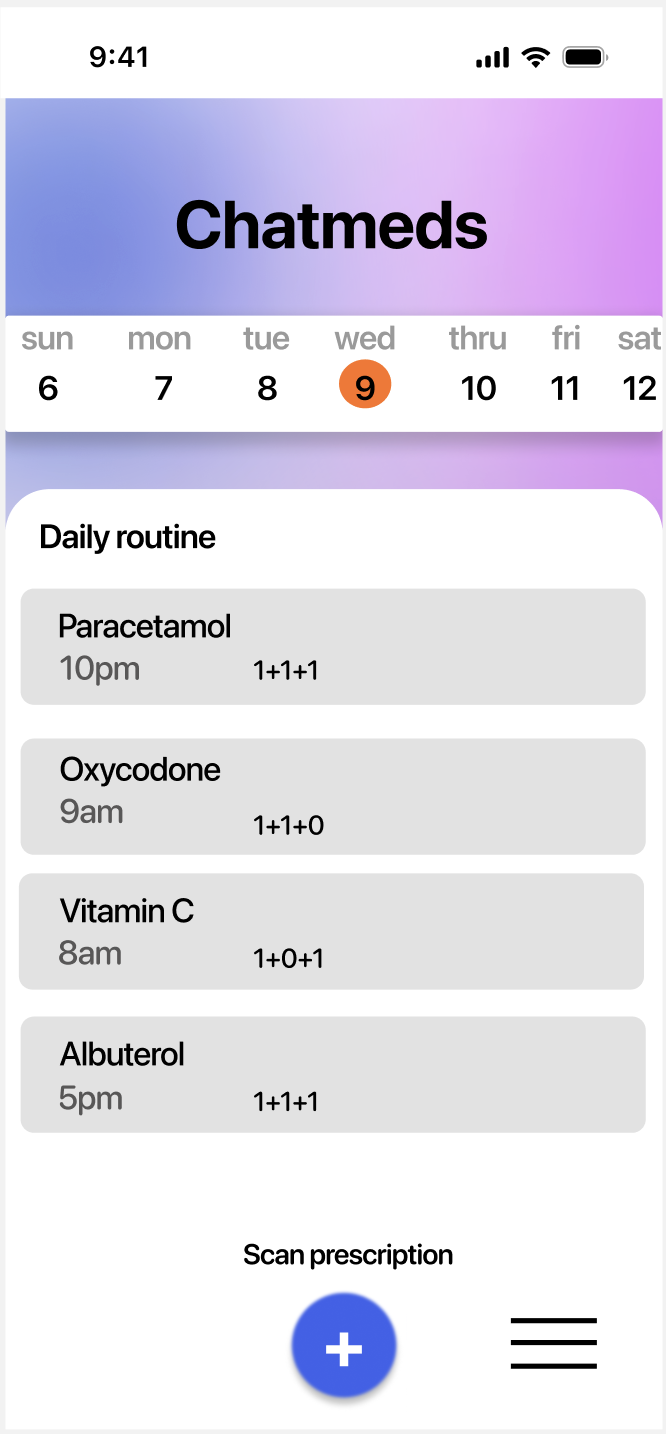 9:41
Chatmeds
sun mon tue wed thru fri sat
6 7 8 9 10 11 12
Daily routine
Paracetamol
10pm 1+1+1
Oxycodone
9am 1+1+0
Vitamin C
8am 1+0+1
Albuterol
5pm 1+1+1
Scan prescription
+